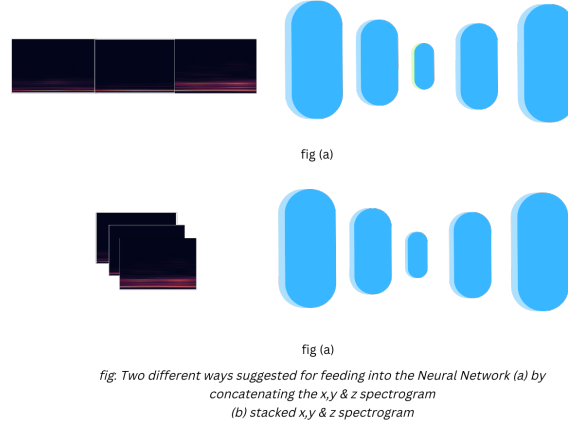 fig (a)
fig (a)
fig: Two different ways suggested for feeding into the Neural Network (a) by
concatenating the x,y & z spectrogram
(b) stacked x,y & z spectrogram